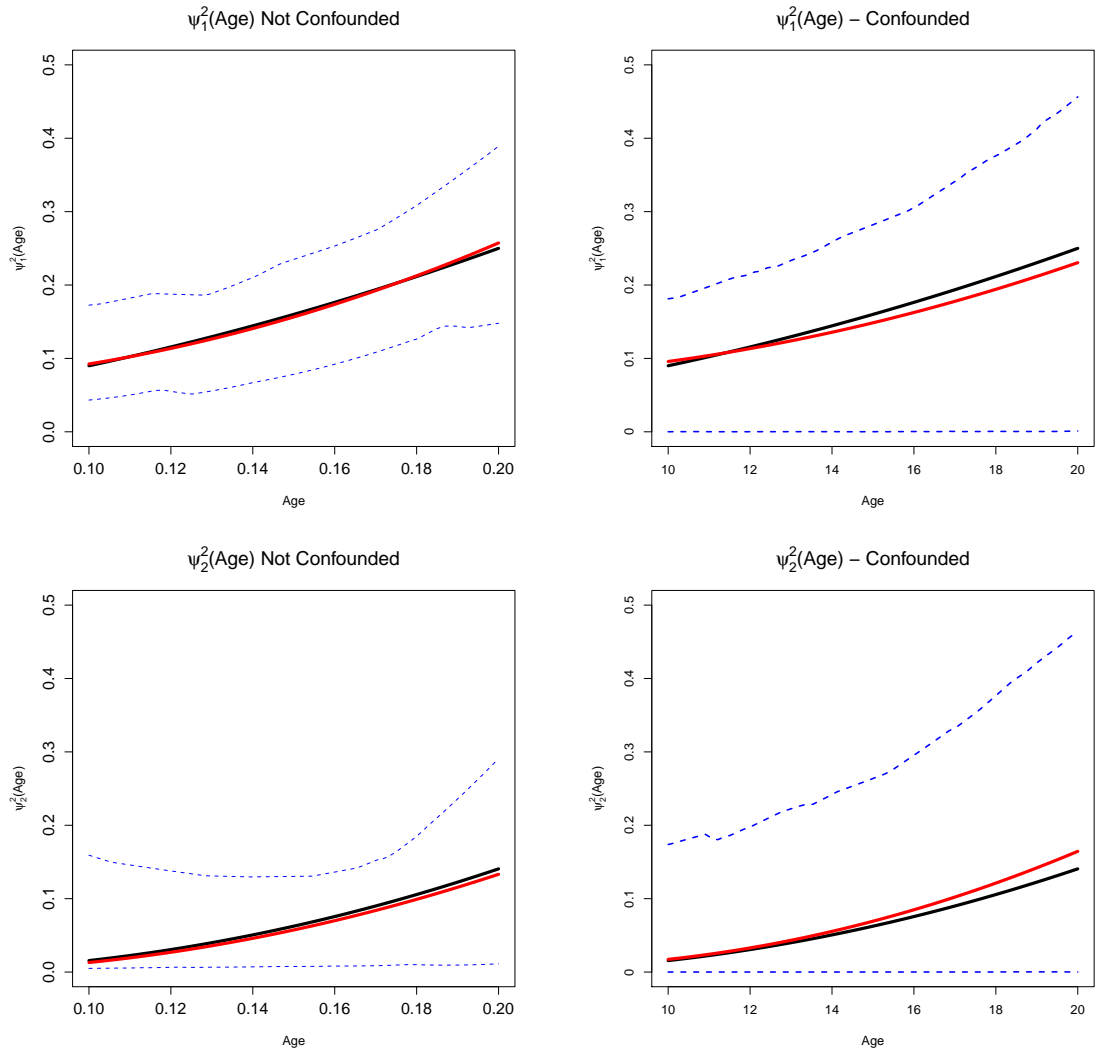 ψ₁²(Age) Not Confounded
0.5
0.4
0.3
0.2
0.1
0.0
ψ₁²(Age)
0.10 0.12 0.14 0.16 0.18 0.20
Age
ψ₁²(Age) − Confounded
0.5
0.4
0.3
0.2
0.1
0
ψ₁²(Age)
10 12 14 16 18 20
Age
ψ₂²(Age) Not Confounded
0.5
0.4
0.3
0.2
0.1
0.0
ψ₂²(Age)
0.10 0.12 0.14 0.16 0.18 0.20
Age
ψ₂²(Age) − Confounded
0.5
0.4
0.3
0.2
0.1
0
ψ₂²(Age)
10 12 14 16 18 20
Age